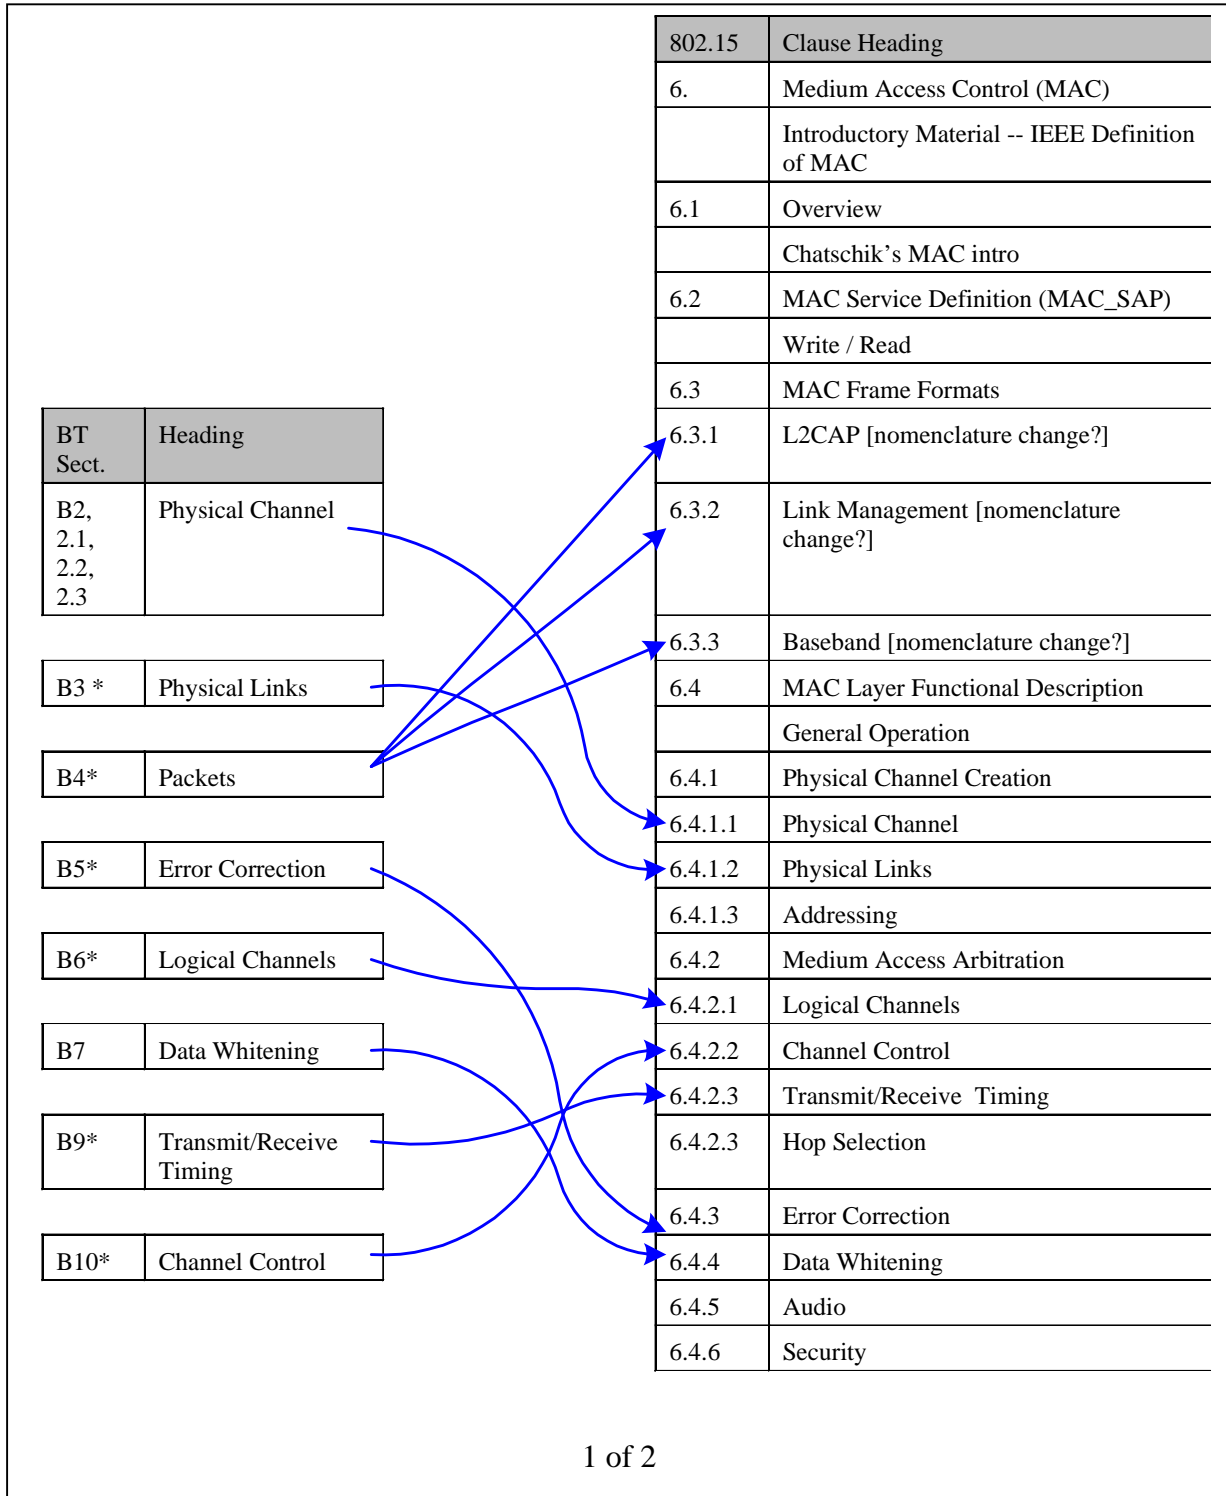 802.15 Clause Heading
6. Medium Access Control (MAC)
Introductory Material -- IEEE Definition
of MAC
6.1 Overview
Chatschik’s MAC intro
6.2 MAC Service Definition (MAC_SAP)
Write / Read
6.3 MAC Frame Formats
6.3.1 L2CAP [nomenclature change?]
6.3.2 Link Management [nomenclature
change?]
6.3.3 Baseband [nomenclature change?]
6.4 MAC Layer Functional Description
General Operation
6.4.1 Physical Channel Creation
6.4.1.1 Physical Channel
6.4.1.2 Physical Links
6.4.1.3 Addressing
6.4.2 Medium Access Arbitration
6.4.2.1 Logical Channels
6.4.2.2 Channel Control
6.4.2.3 Transmit/Receive Timing
6.4.2.3 Hop Selection
6.4.3 Error Correction
6.4.4 Data Whitening
6.4.5 Audio
6.4.6 Security
BT Heading
Sect.
B2, Physical Channel
2.1,
2.2,
2.3
B3 * Physical Links
B4* Packets
B5* Error Correction
B6* Logical Channels
B7 Data Whitening
B9* Transmit/Receive
Timing
B10* Channel Control
1 of 2